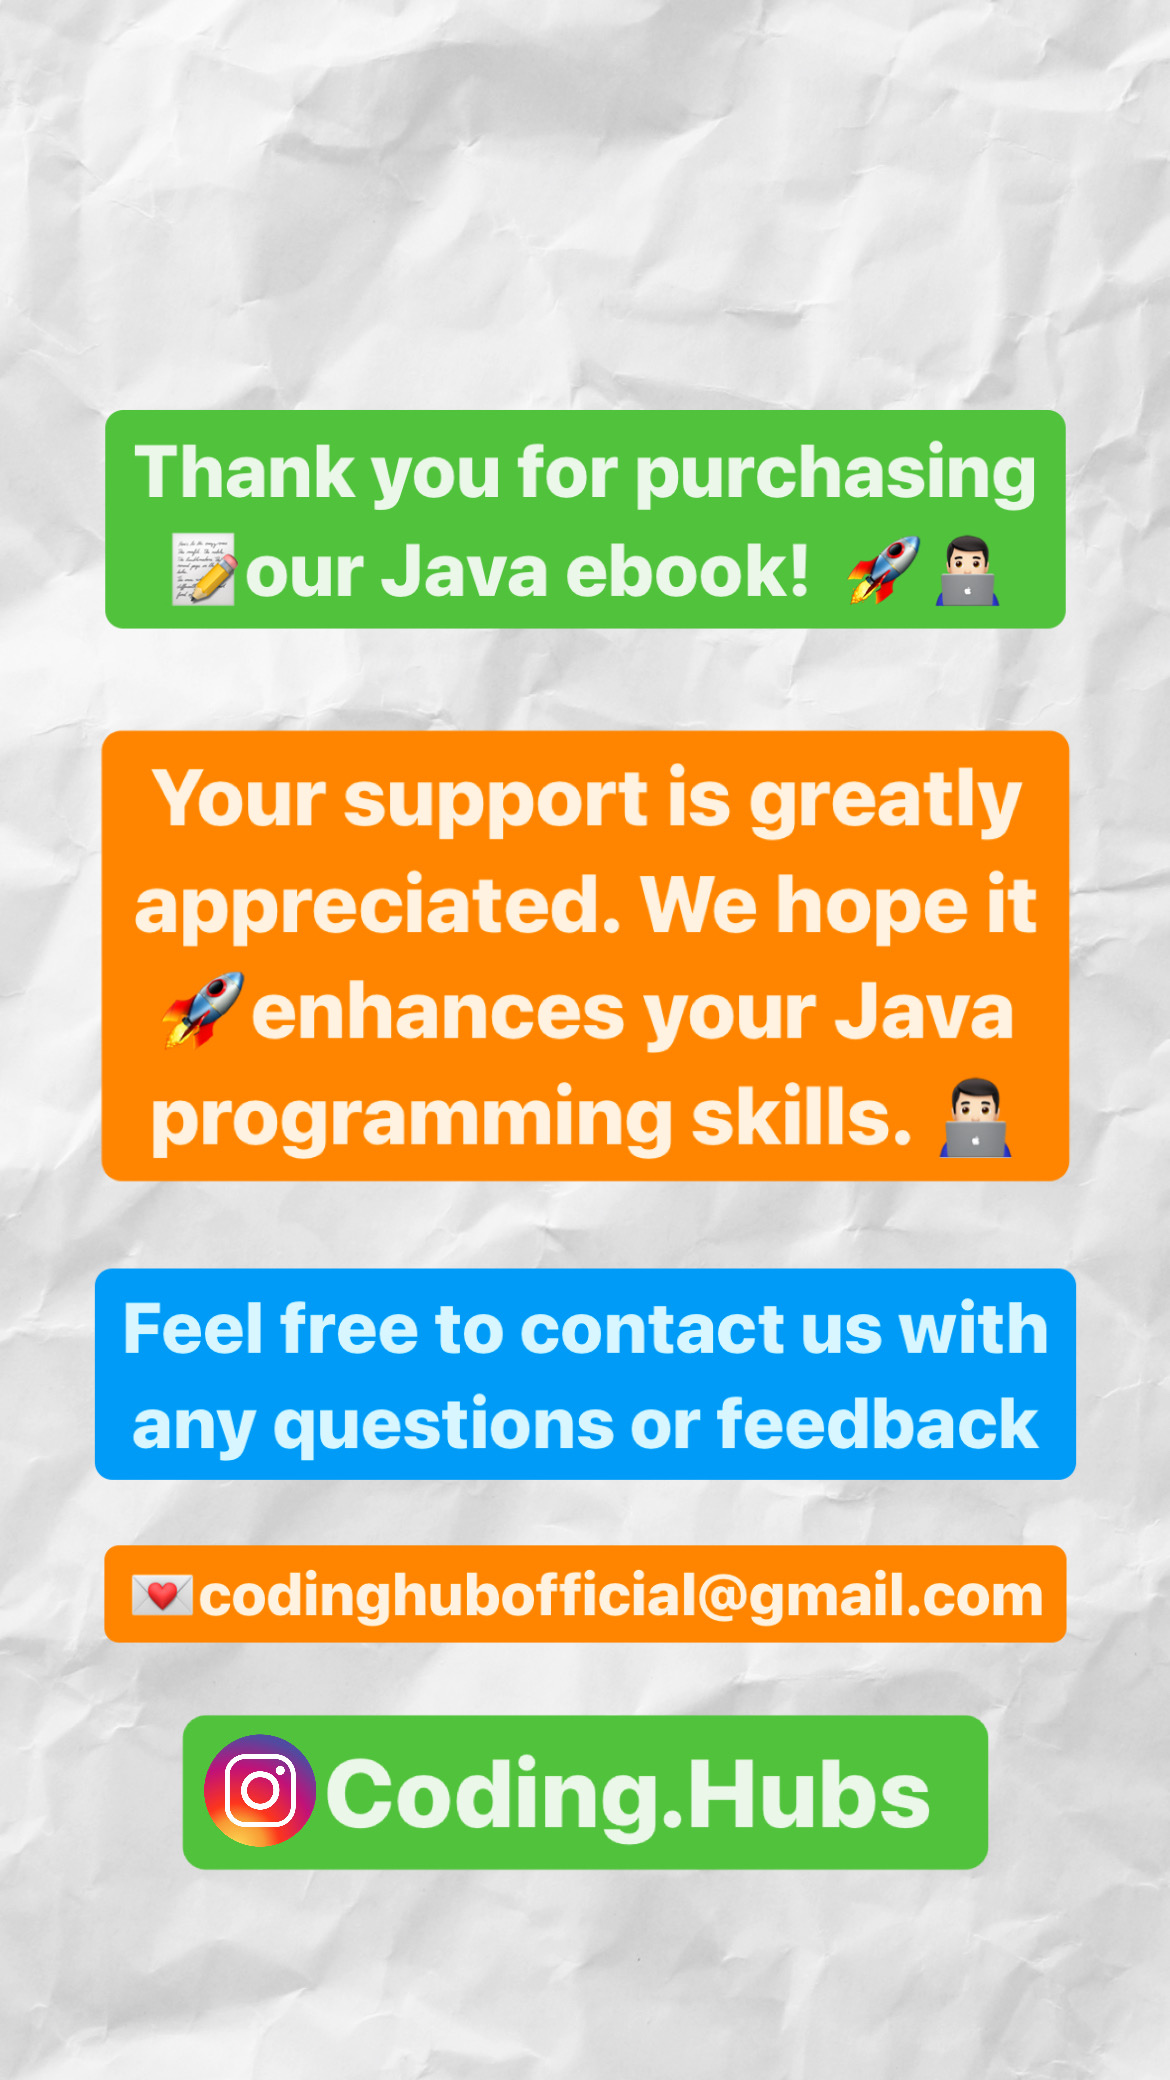 Thank you for purchasing
📝our Java ebook! 🚀👨🏻‍💻
Your support is greatly
appreciated. We hope it
🚀enhances your Java
programming skills. 👨🏻‍💻
Feel free to contact us with
any questions or feedback
💌codinghubofficial@gmail.com
Coding.Hubs